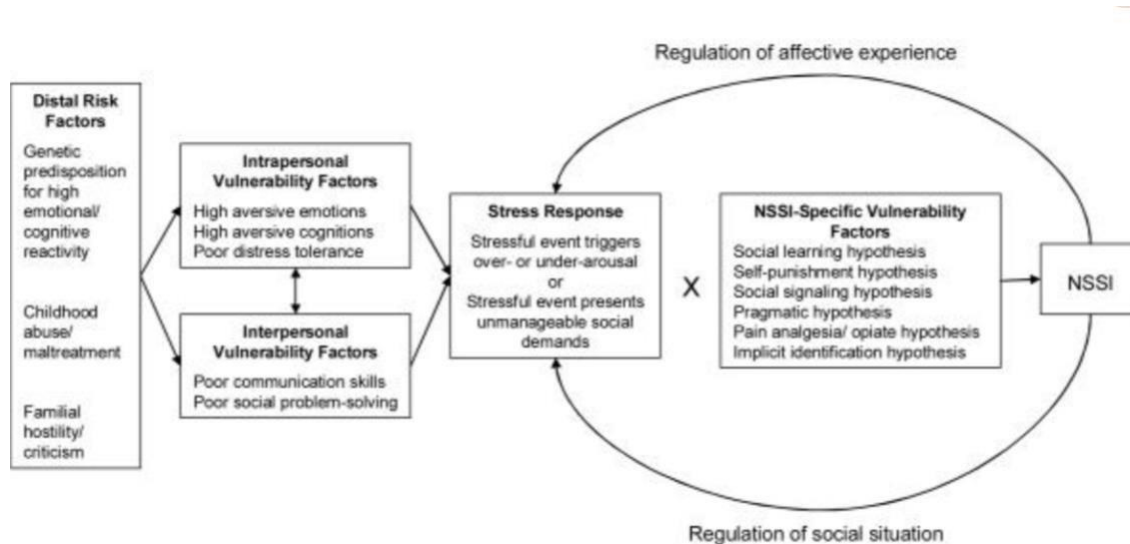 Regulation of affective experience
Distal Risk
Factors
Genetic
predisposition
for high
emotional/
cognitive
reactivity
Childhood
abuse/
maltreatment
Familial
hostility/
criticism
Intrapersonal
Vulnerability Factors
High aversive emotions
High aversive cognitions
Poor distress tolerance
Interpersonal
Vulnerability Factors
Poor communication skills
Poor social problem-solving
Stress Response
Stressful event triggers
over- or under-arousal
or
Stressful event presents
unmanageable social
demands
X
NSSI-Specific Vulnerability
Factors
Social learning hypothesis
Self-punishment hypothesis
Social signaling hypothesis
Pragmatic hypothesis
Pain analgesia/ opiate hypothesis
Implicit identification hypothesis
NSSI
Regulation of social situation